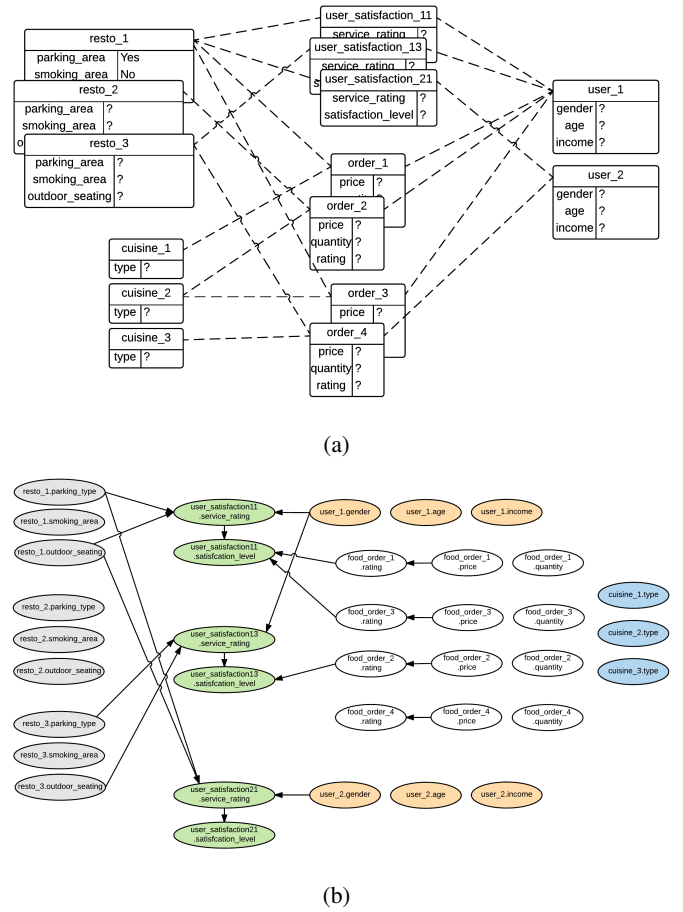 resto_1
parking_area Yes
smoking_area No
resto_2
parking_area ?
smoking_area ?
resto_3
parking_area ?
smoking_area ?
outdoor_seating ?
cuisine_1
type ?
cuisine_2
type ?
cuisine_3
type ?
user_satisfaction_11
service_rating ?
user_satisfaction_13
service_rating ?
user_satisfaction_21
service_rating ?
satisfaction_level ?
order_1
price ?
order_2
price ?
quantity ?
rating ?
order_3
price ?
order_4
price ?
quantity ?
rating ?
user_1
gender ?
age ?
income ?
user_2
gender ?
age ?
income ?
(a)
resto_1.parking_type
resto_1.smoking_area
resto_1.outdoor_seating
resto_2.parking_type
resto_2.smoking_area
resto_2.outdoor_seating
resto_3.parking_type
resto_3.smoking_area
resto_3.outdoor_seating
user_satisfaction11
.service_rating
user_satisfaction11
.satisfcation_level
user_satisfaction13
.service_rating
user_satisfaction13
.satisfcation_level
user_satisfaction21
.service_rating
user_satisfaction21
.satisfcation_level
user_1.gender
user_1.age
user_1.income
food_order_1
.rating
food_order_1
.price
food_order_1
.quantity
food_order_3
.rating
food_order_3
.price
food_order_3
.quantity
food_order_2
.rating
food_order_2
.price
food_order_2
.quantity
food_order_4
.rating
food_order_4
.price
food_order_4
.quantity
user_2.gender
user_2.age
user_2.income
cuisine_1.type
cuisine_2.type
cuisine_3.type
(b)